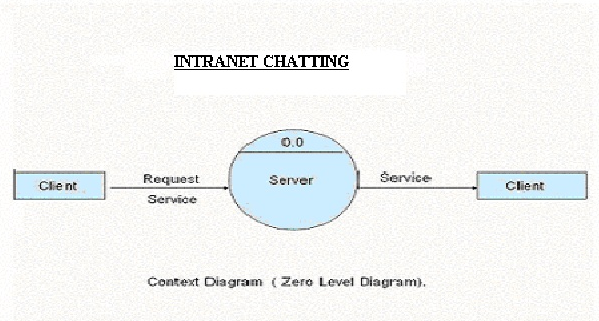 INTRANET CHATTING
0.0
Client
Request
Service
Server
Service
Client
Context Diagram ( Zero Level Diagram).